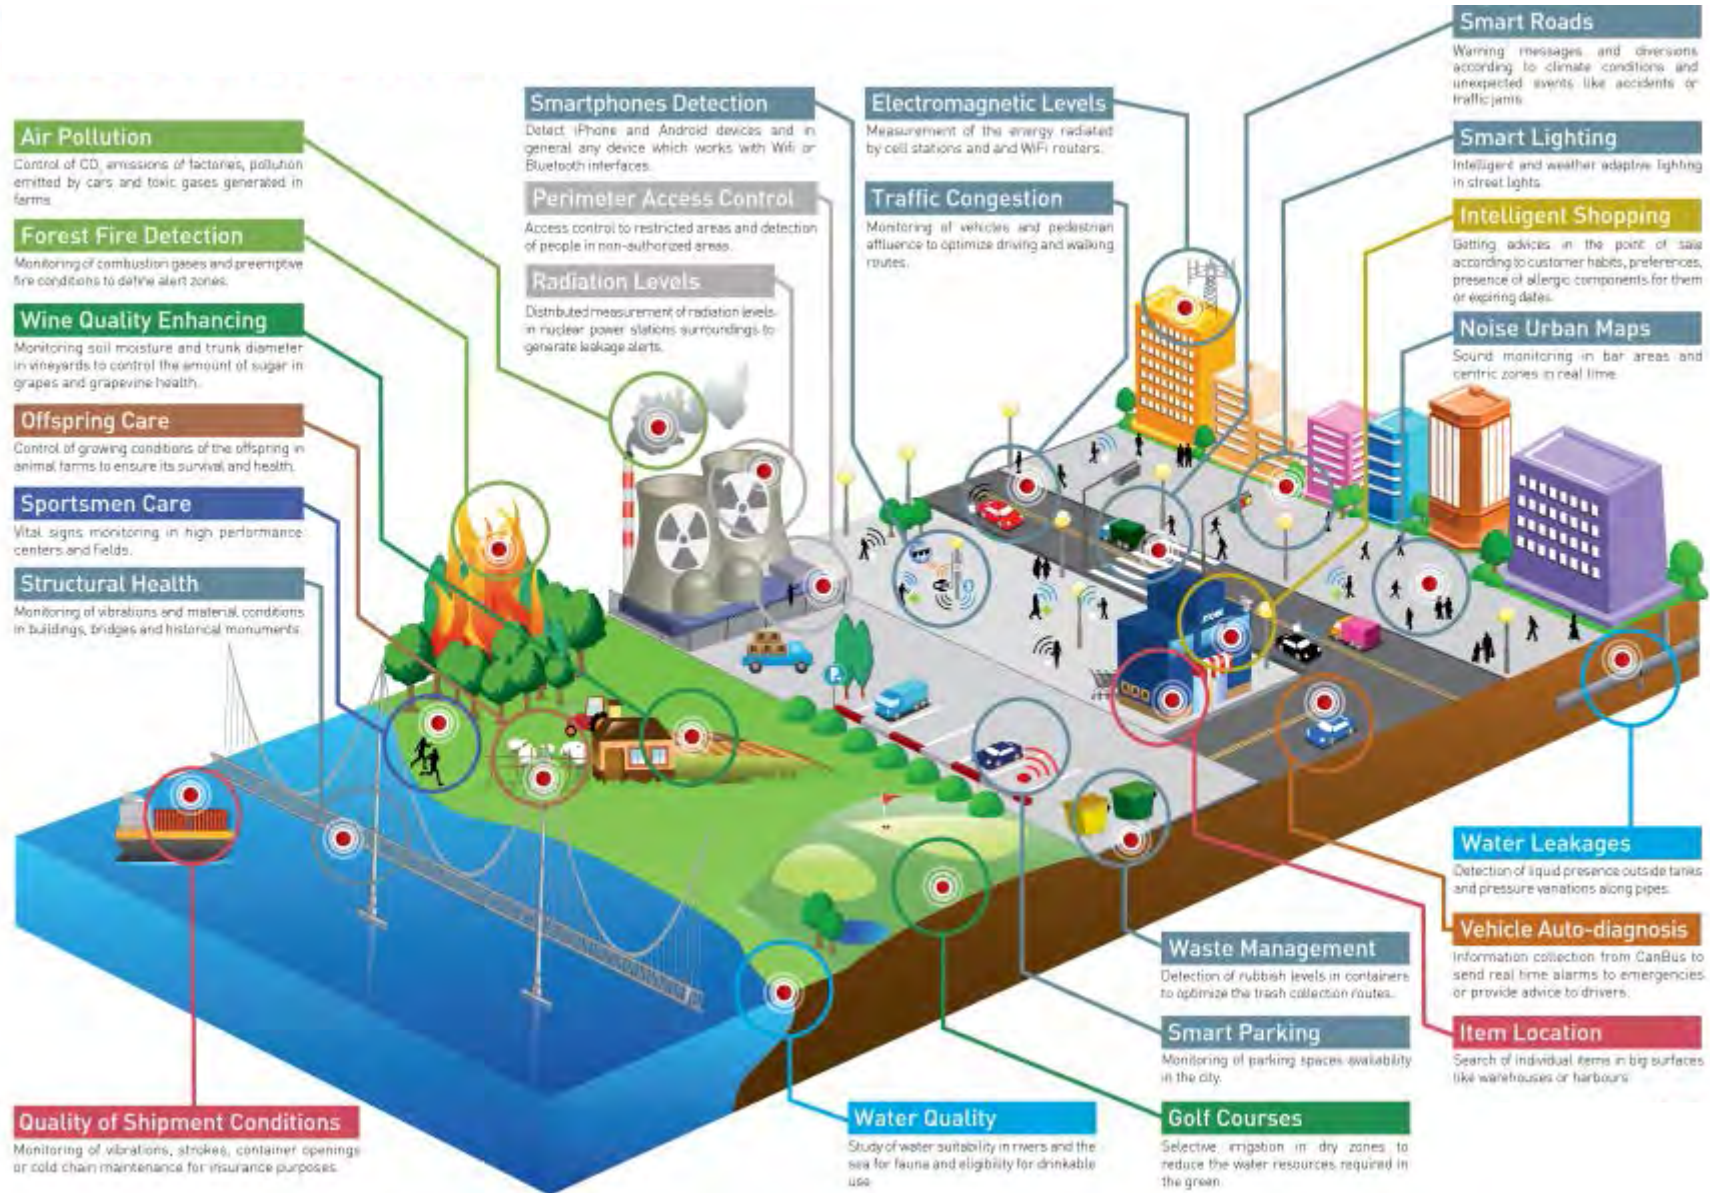 Air Pollution
Control of CO₂ emissions of factories, pollution
emitted by cars and toxic gases generated in
farms.
Forest Fire Detection
Monitoring of combustion gases and preemptive
fire conditions to define alert zones.
Wine Quality Enhancing
Monitoring soil moisture and trunk diameter
in vineyards to control the amount of sugar in
grapes and grapevine health.
Offspring Care
Control of growing conditions of the offspring in
animal farms to ensure its survival and health.
Sportsmen Care
Vital signs monitoring in high performance
centers and fields.
Structural Health
Monitoring of vibrations and material conditions
in buildings, bridges and historical monuments.
Quality of Shipment Conditions
Monitoring of vibrations, strokes, container openings
or cold chain maintenance for insurance purposes.
Smartphones Detection
Detect iPhone and Android devices and in
general any device which works with Wifi or
Bluetooth interfaces.
Perimeter Access Control
Access control to restricted areas and detection
of people in non-authorized areas.
Radiation Levels
Distributed measurement of radiation levels
in nuclear power stations surroundings to
generate leakage alerts.
Electromagnetic Levels
Measurement of the energy radiated
by cell stations and and WiFi routers.
Traffic Congestion
Monitoring of vehicles and pedestrian
affluence to optimize driving and walking
routes.
Smart Roads
Warning messages and diversions
according to climate conditions and
unexpected events like accidents or
traffic jams.
Smart Lighting
Intelligent and weather adaptive lighting
in street lights.
Intelligent Shopping
Getting advices in the point of sale
according to customer habits, preferences,
presence of allergic components for them
or expiring dates.
Noise Urban Maps
Sound monitoring in bar areas and
centric zones in real time.
P
Water Leakages
Detection of liquid presence outside tanks
and pressure variations along pipes.
Vehicle Auto-diagnosis
Information collection from CanBus to
send real time alarms to emergencies
or provide advice to drivers.
Item Location
Search of individual items in big surfaces
like warehouses or harbours.
Waste Management
Detection of rubbish levels in containers
to optimize the trash collection routes.
Smart Parking
Monitoring of parking spaces availability
in the city.
Golf Courses
Selective irrigation in dry zones to
reduce the water resources required in
the green.
Water Quality
Study of water suitability in rivers and the
sea for fauna and eligibility for drinkable
use.